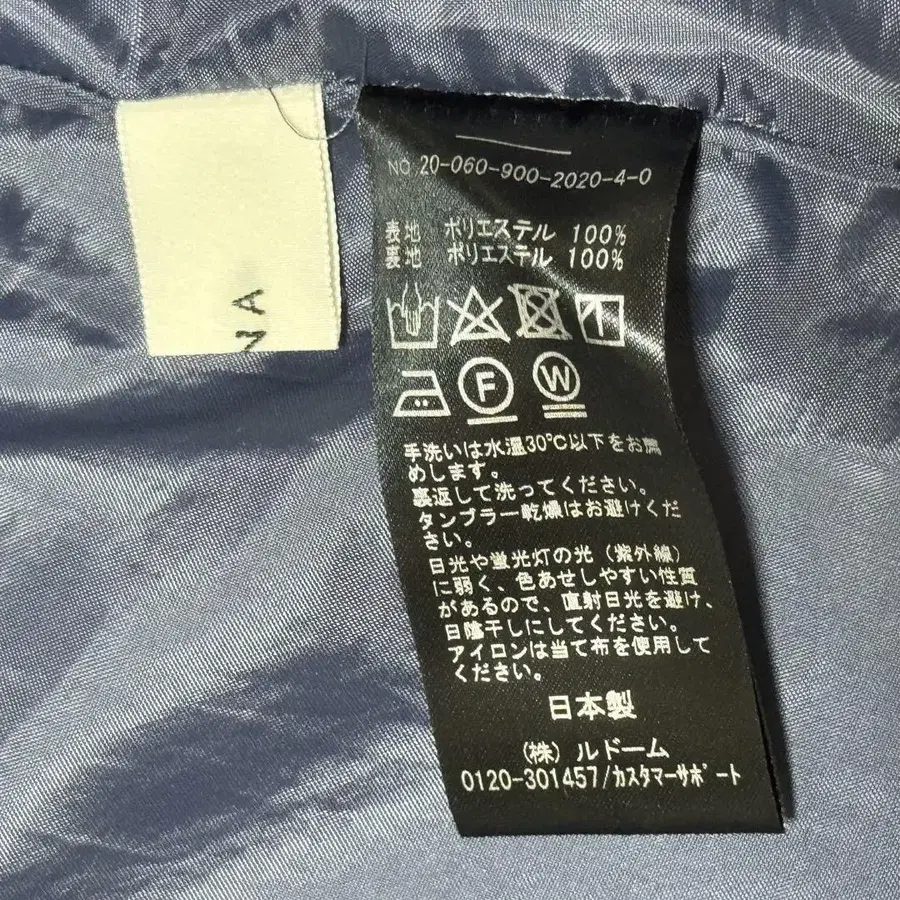 NA
NO 20-060-900-2020-4-0
表地 ポリエステル 100%
裏地 ポリエステル 100%
F W
手洗いは水温30℃以下をお薦
めします。
裏返して洗ってください。
タンブラー乾燥はお避けくだ
さい。
日光や蛍光灯の光（紫外線）
に弱く、色あせしやすい性質
があるので、直射日光を避け、
日陰干しにしてください。
アイロンは当て布を使用して
ください。
日本製
（株）ルドーム
0120-301457/カスタマーサポート